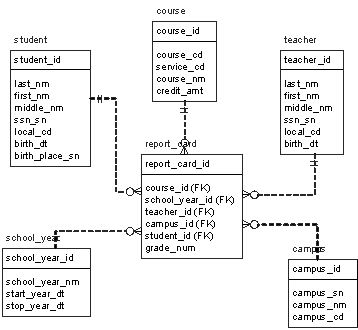 course
course_id
course_cd
service_cd
course_nm
credit_amt
student
student_id
last_nm
first_nm
middle_nm
ssn_sn
local_cd
birth_dt
birth_place_sn
teacher
teacher_id
last_nm
first_nm
middle_nm
ssn_sn
local_cd
birth_dt
report_card
report_card_id
course_id (FK)
school_year_id (FK)
teacher_id (FK)
campus_id (FK)
student_id (FK)
grade_num
school_year
school_year_id
school_year_nm
start_year_dt
stop_year_dt
campus
campus_id
campus_sn
campus_nm
campus_cd